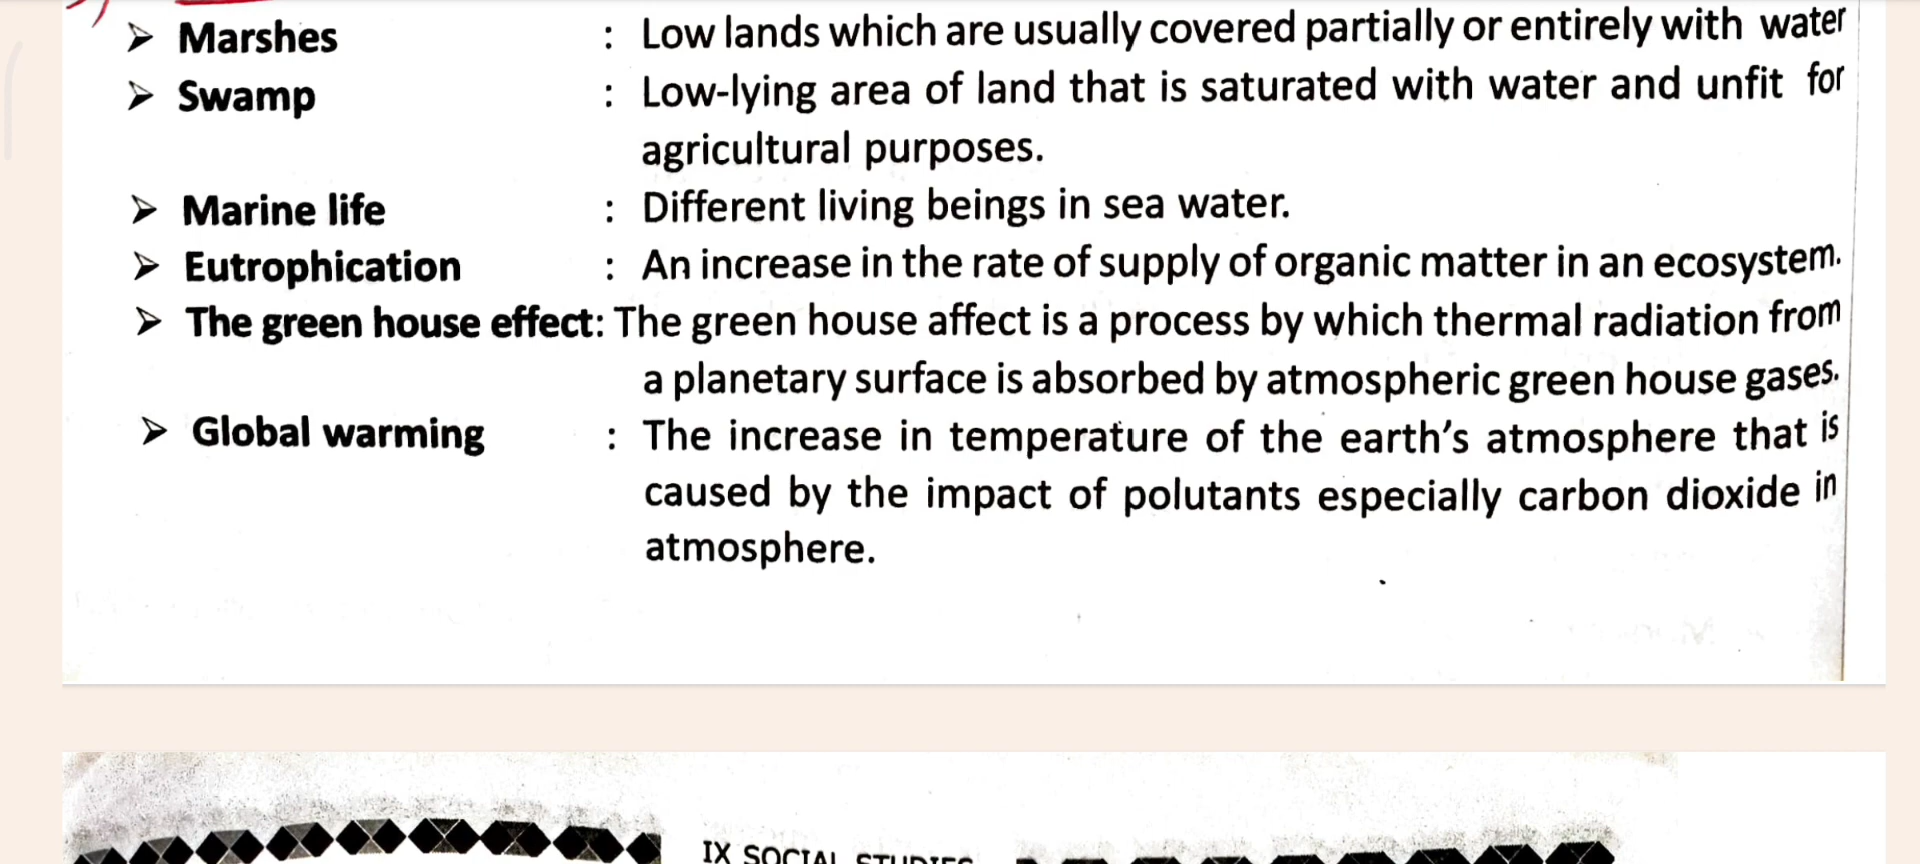 ➤ Marshes : Low lands which are usually covered partially or entirely with water
➤ Swamp : Low-lying area of land that is saturated with water and unfit for
agricultural purposes.
➤ Marine life : Different living beings in sea water.
➤ Eutrophication : An increase in the rate of supply of organic matter in an ecosystem.
➤ The green house effect: The green house affect is a process by which thermal radiation from
a planetary surface is absorbed by atmospheric green house gases.
➤ Global warming : The increase in temperature of the earth's atmosphere that is
caused by the impact of polutants especially carbon dioxide in
atmosphere.
IX SOCIAL STUDIES